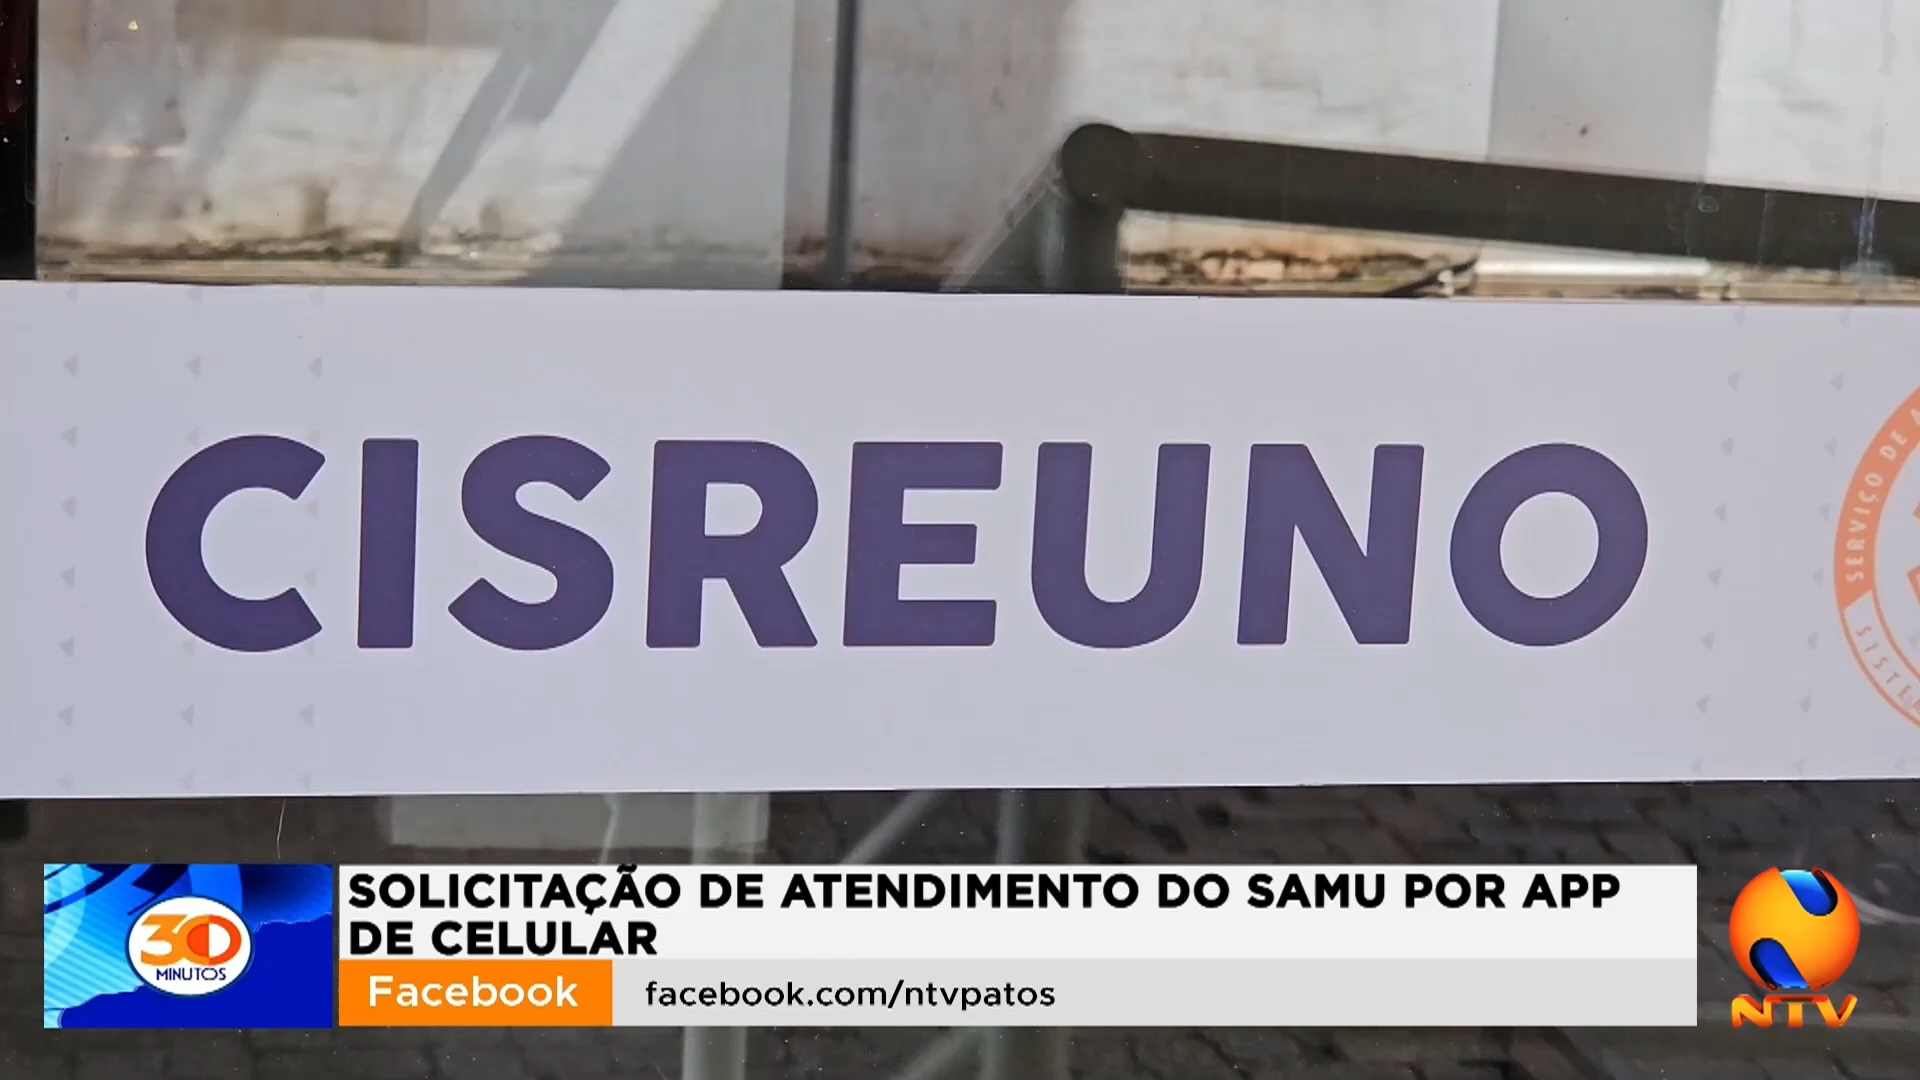 CISREUNO
SERVIÇO DE
30
MINUTOS
SOLICITAÇÃO DE ATENDIMENTO DO SAMU POR APP
DE CELULAR
Facebook
facebook.com/ntvpatos
NTV